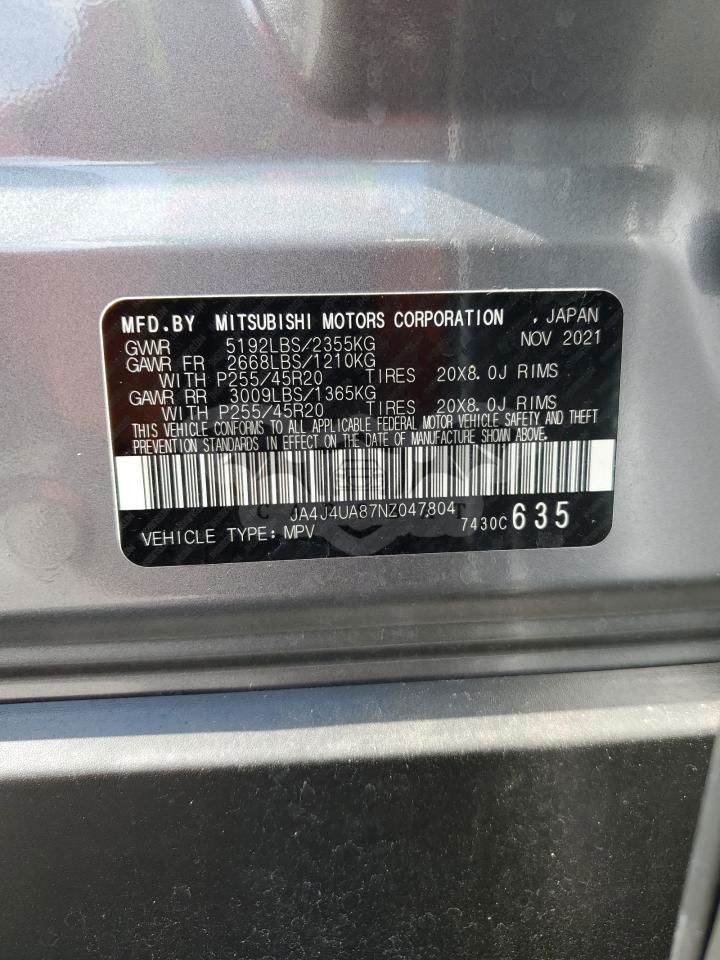 MFD.BY MITSUBISHI MOTORS CORPORATION , JAPAN
GVWR 5192LBS/2355KG NOV 2021
GAWR FR 2668LBS/1210KG
WITH P255/45R20 TIRES 20X8.0J RIMS
GAWR RR 3009LBS/1365KG
WITH P255/45R20 TIRES 20X8.0J RIMS
THIS VEHICLE CONFORMS TO ALL APPLICABLE FEDERAL MOTOR VEHICLE SAFETY AND THEFT
PREVENTION STANDARDS IN EFFECT ON THE DATE OF MANUFACTURE SHOWN ABOVE.
JA4J4UA87NZ047804
VEHICLE TYPE: MPV 7430C 635